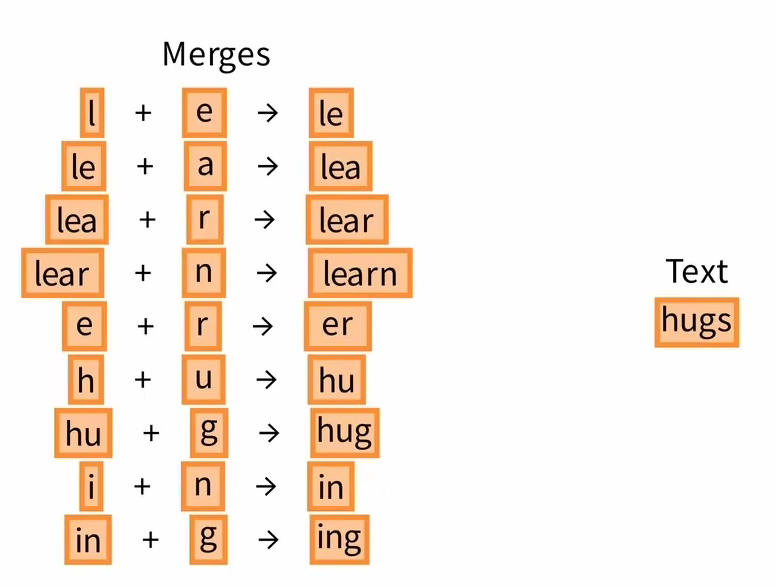 Merges
l + e → le
le + a → lea
lea + r → lear
lear + n → learn
e + r → er
h + u → hu
hu + g → hug
i + n → in
in + g → ing
Text
hugs